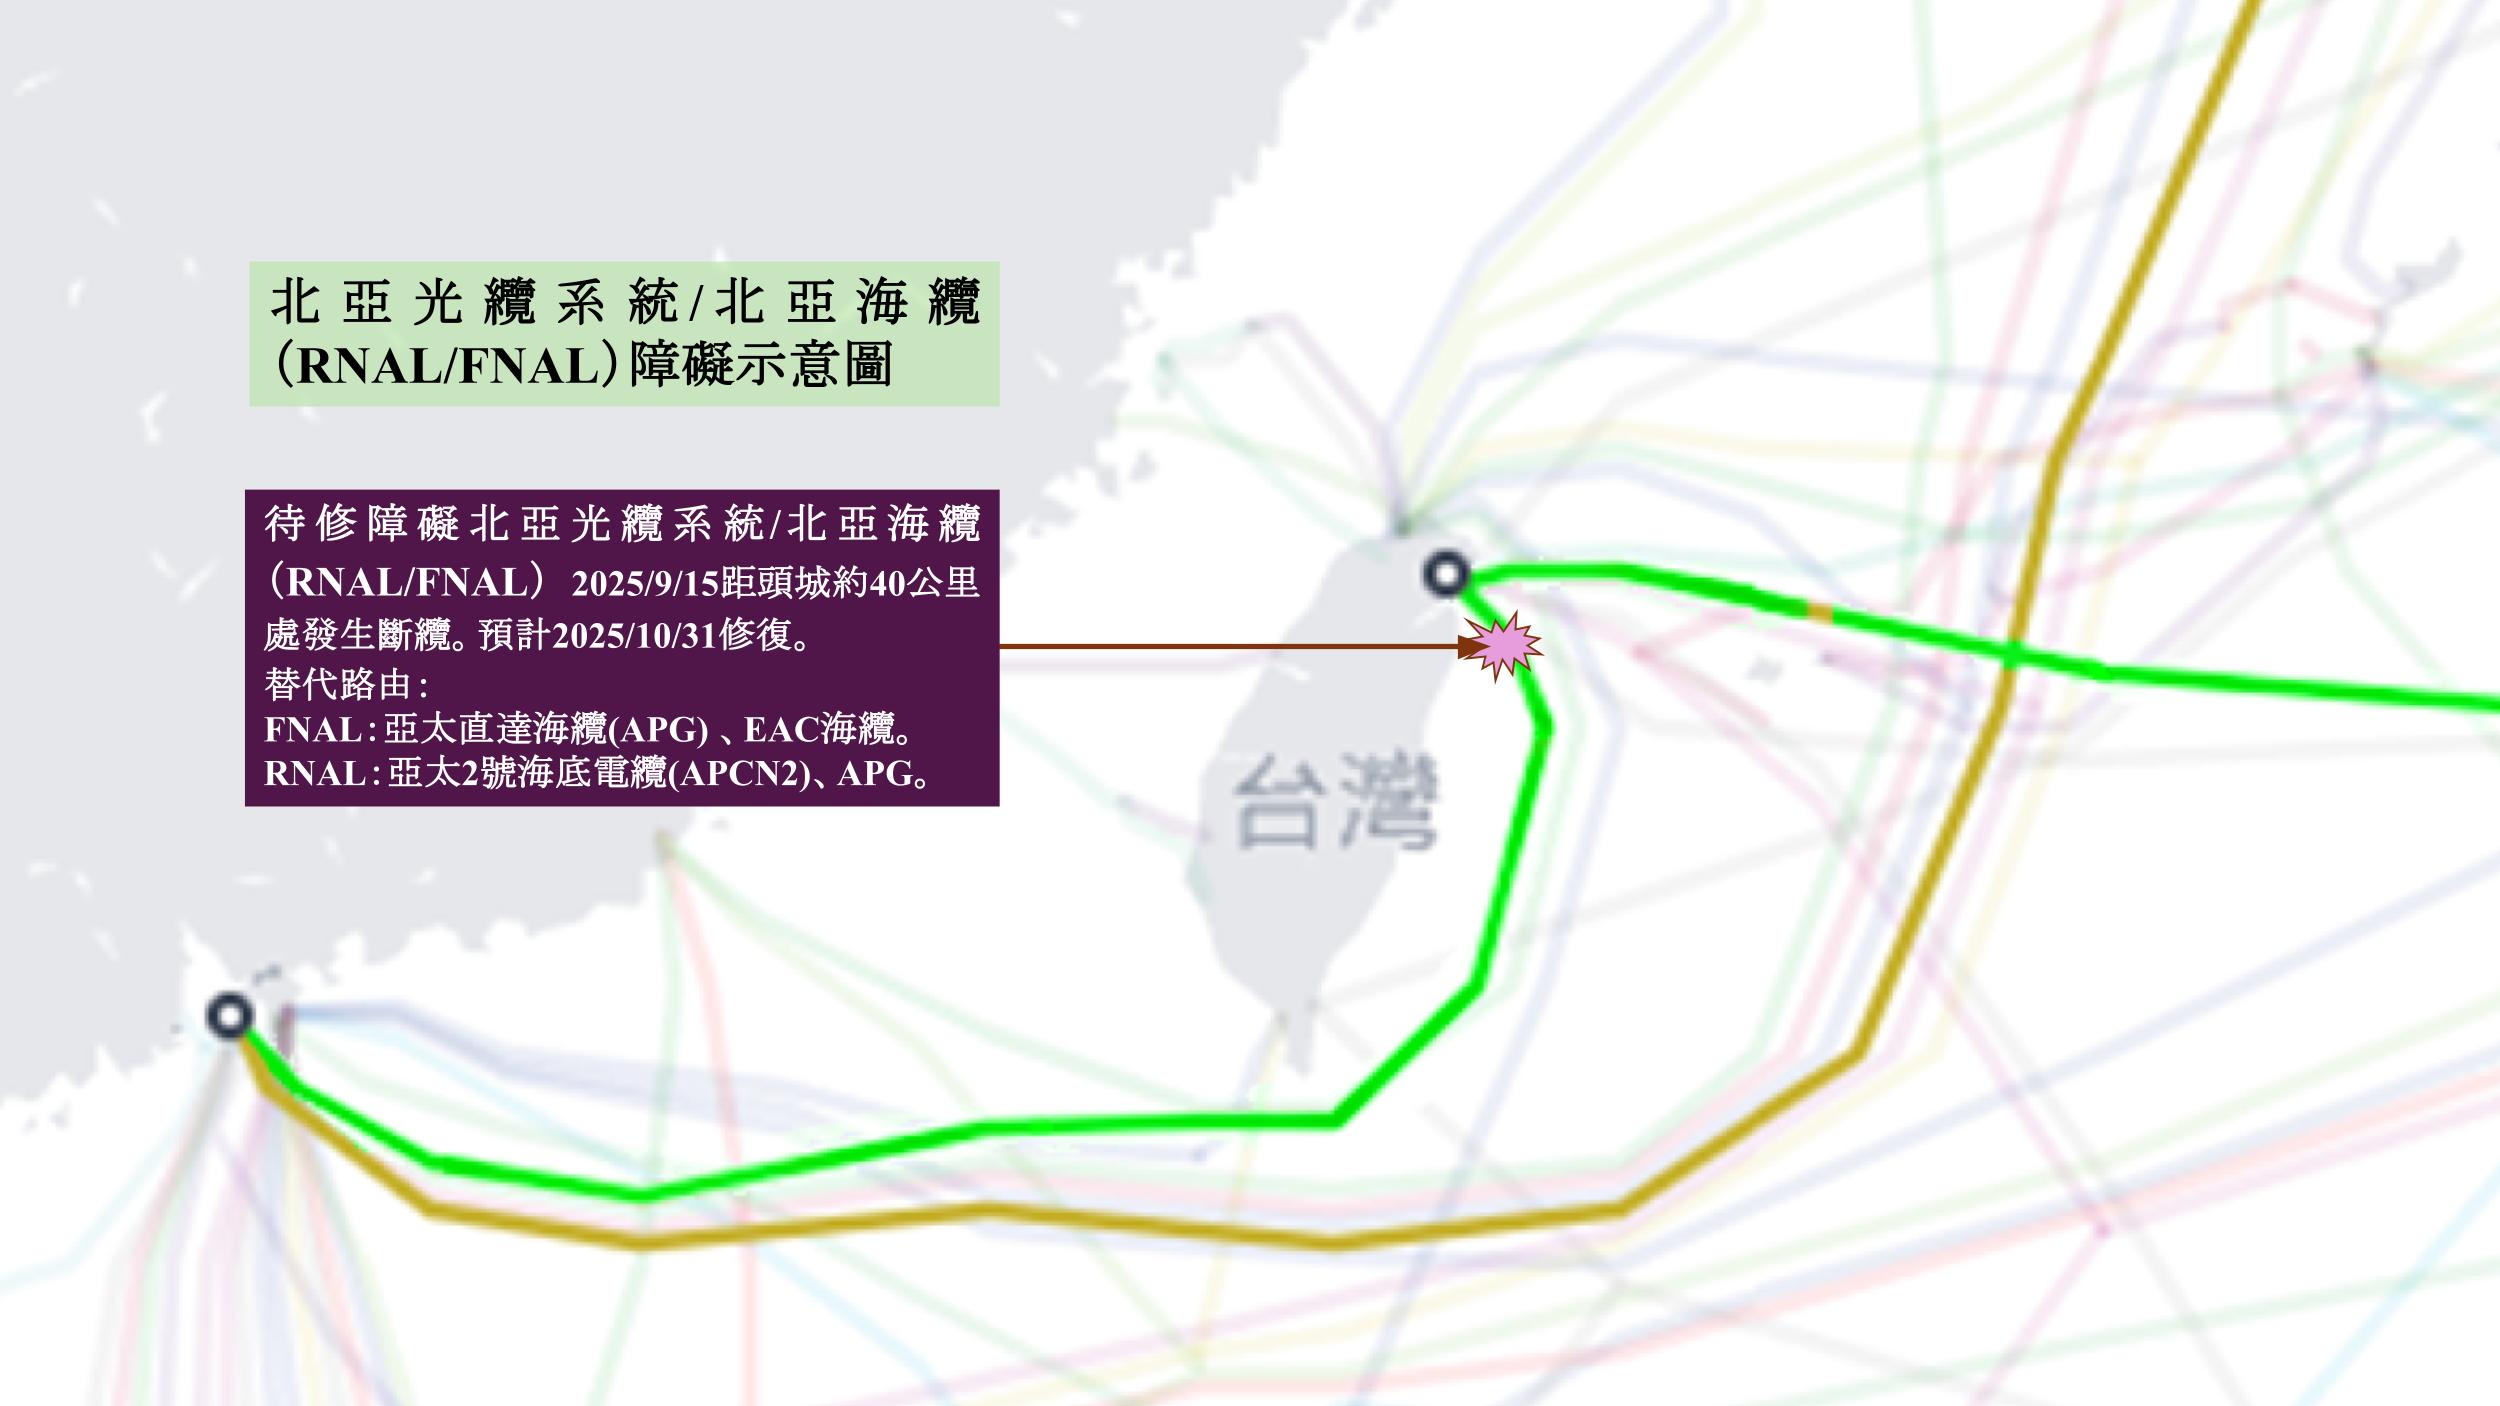 北亞光纜系統/北亞海纜
（RNAL/FNAL）障礙示意圖
待修障礙北亞光纜系統/北亞海纜
（RNAL/FNAL） 2025/9/15距頭城約40公里
處發生斷纜。預計2025/10/31修復。
替代路由：
FNAL：亞太直達海纜(APG) 、EAC海纜。
RNAL：亞太2號海底電纜(APCN2)、APG。
台灣